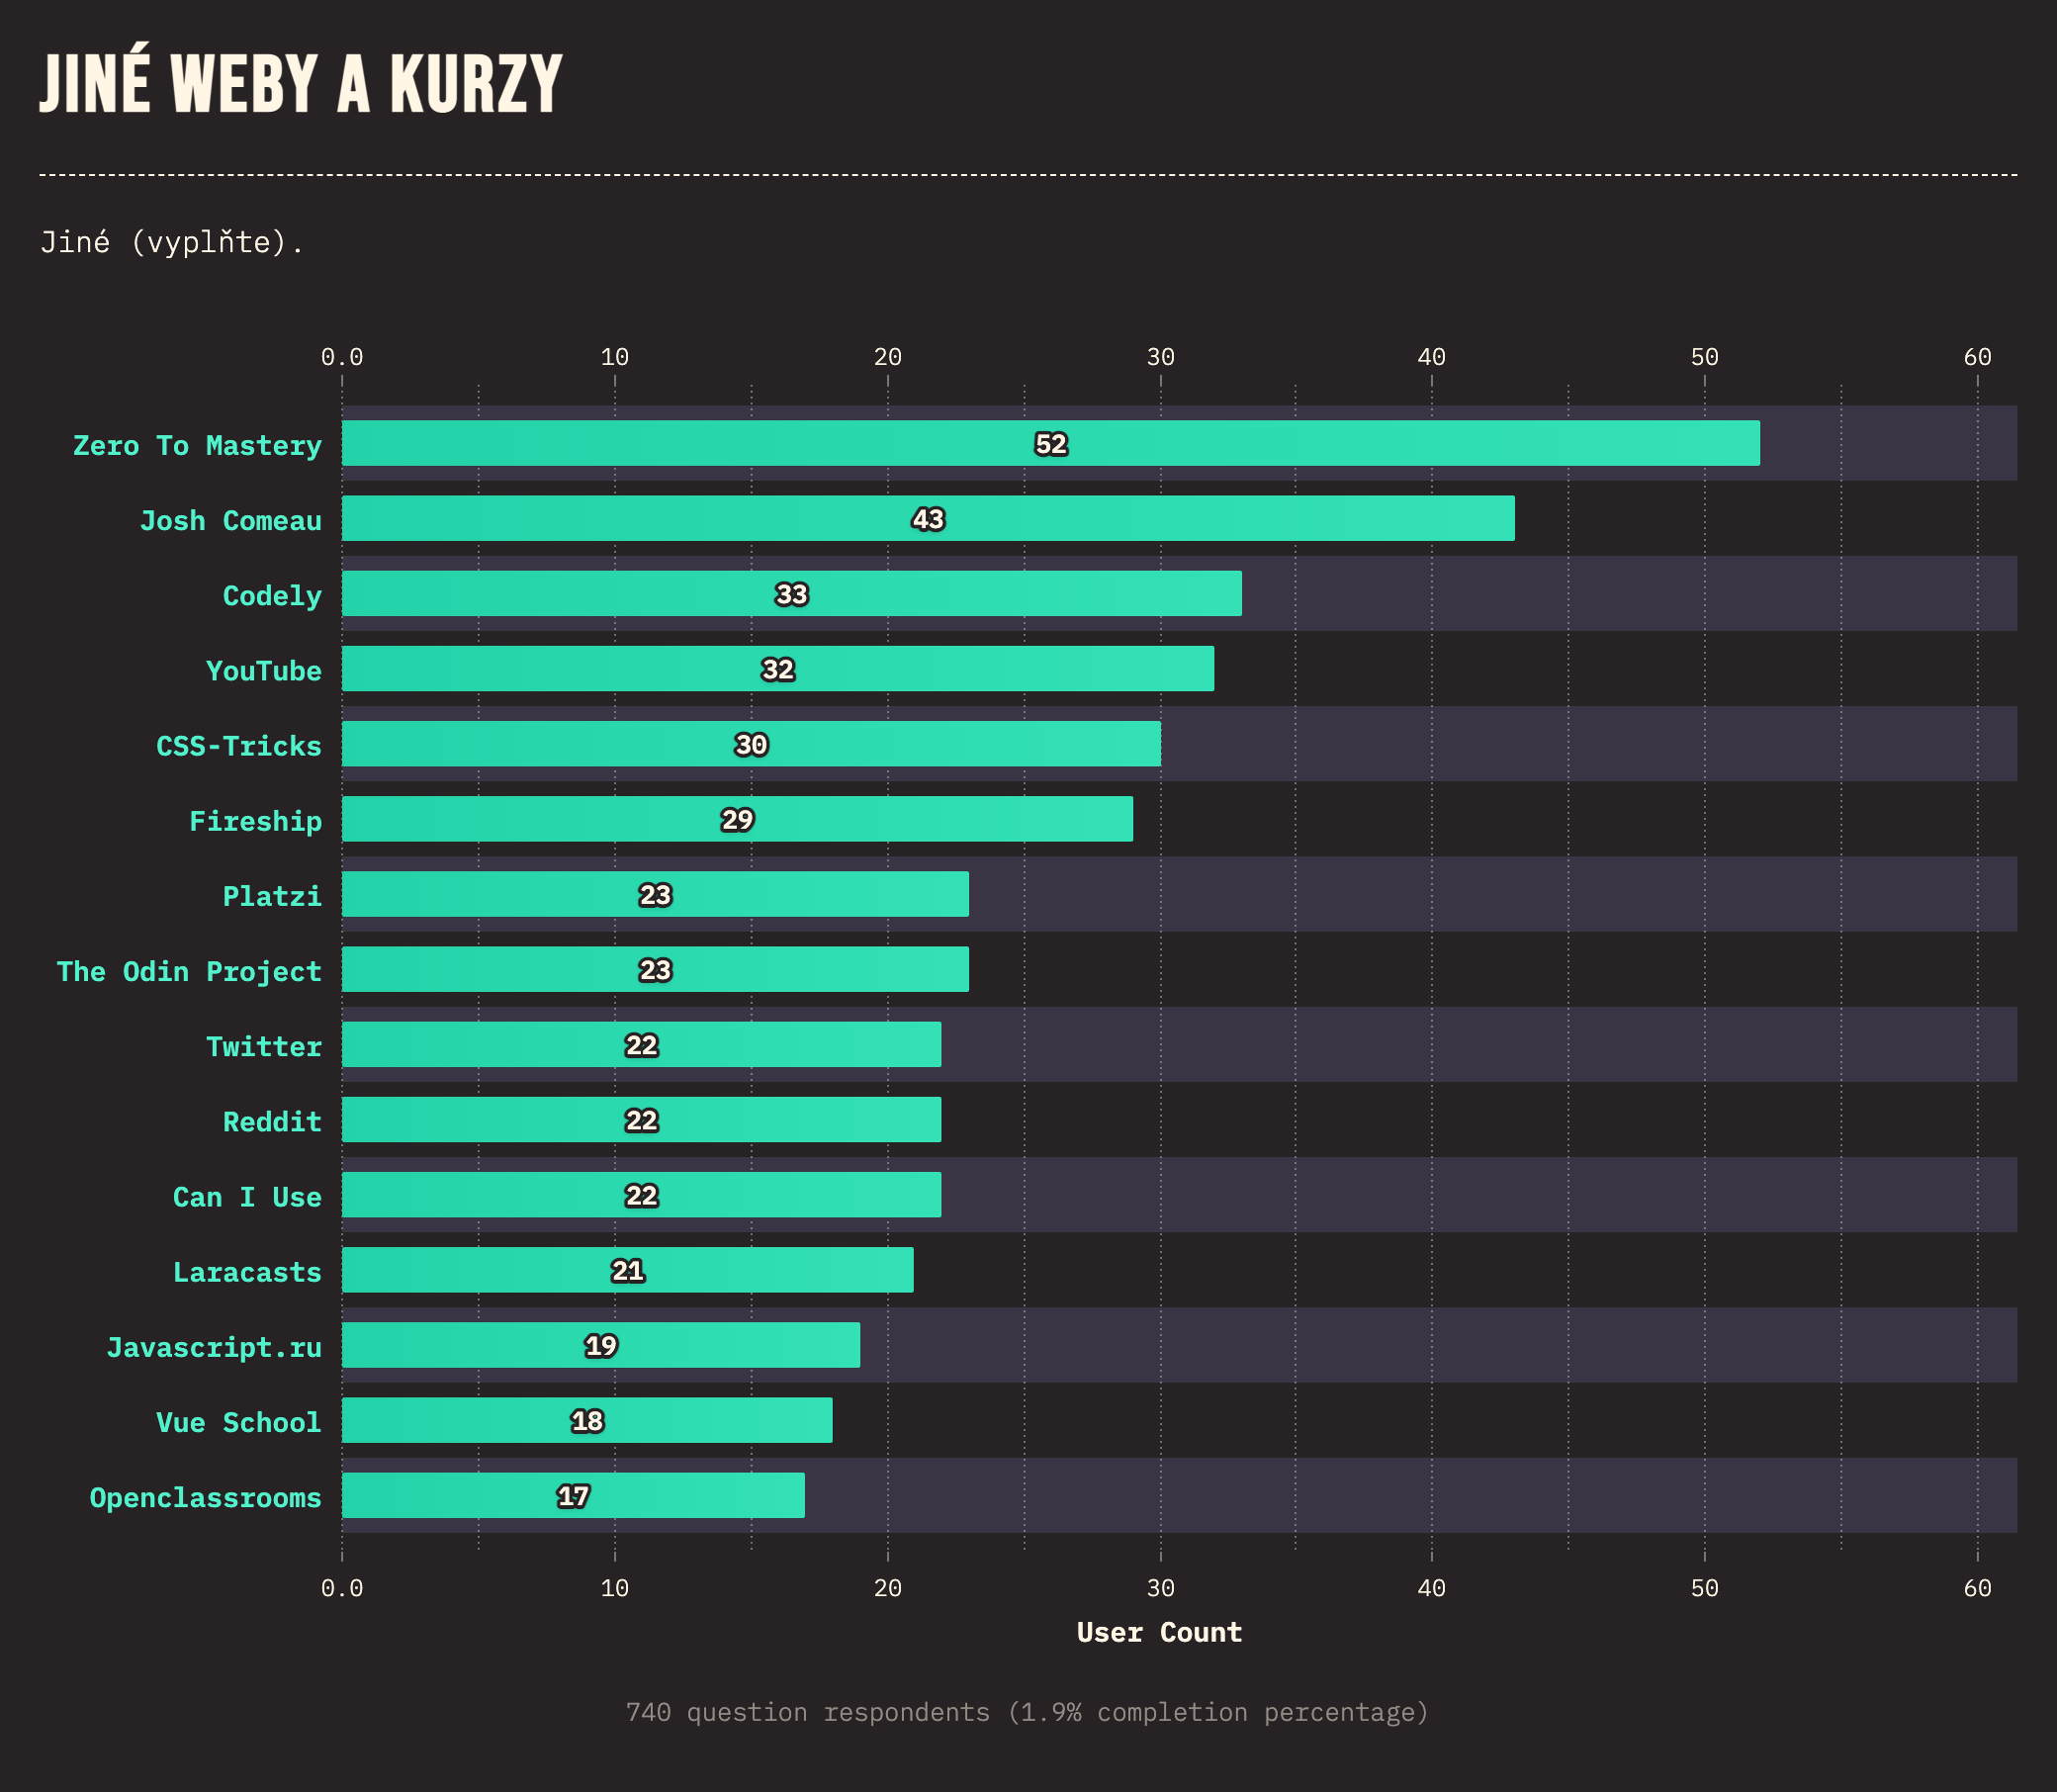 JINÉ WEBY A KURZY
Jiné (vyplňte).
0.0 10 20 30 40 50 60
Zero To Mastery 52
Josh Comeau 43
Codely 33
YouTube 32
CSS-Tricks 30
Fireship 29
Platzi 23
The Odin Project 23
Twitter 22
Reddit 22
Can I Use 22
Laracasts 21
Javascript.ru 19
Vue School 18
Openclassrooms 17
0.0 10 20 30 40 50 60
User Count
740 question respondents (1.9% completion percentage)